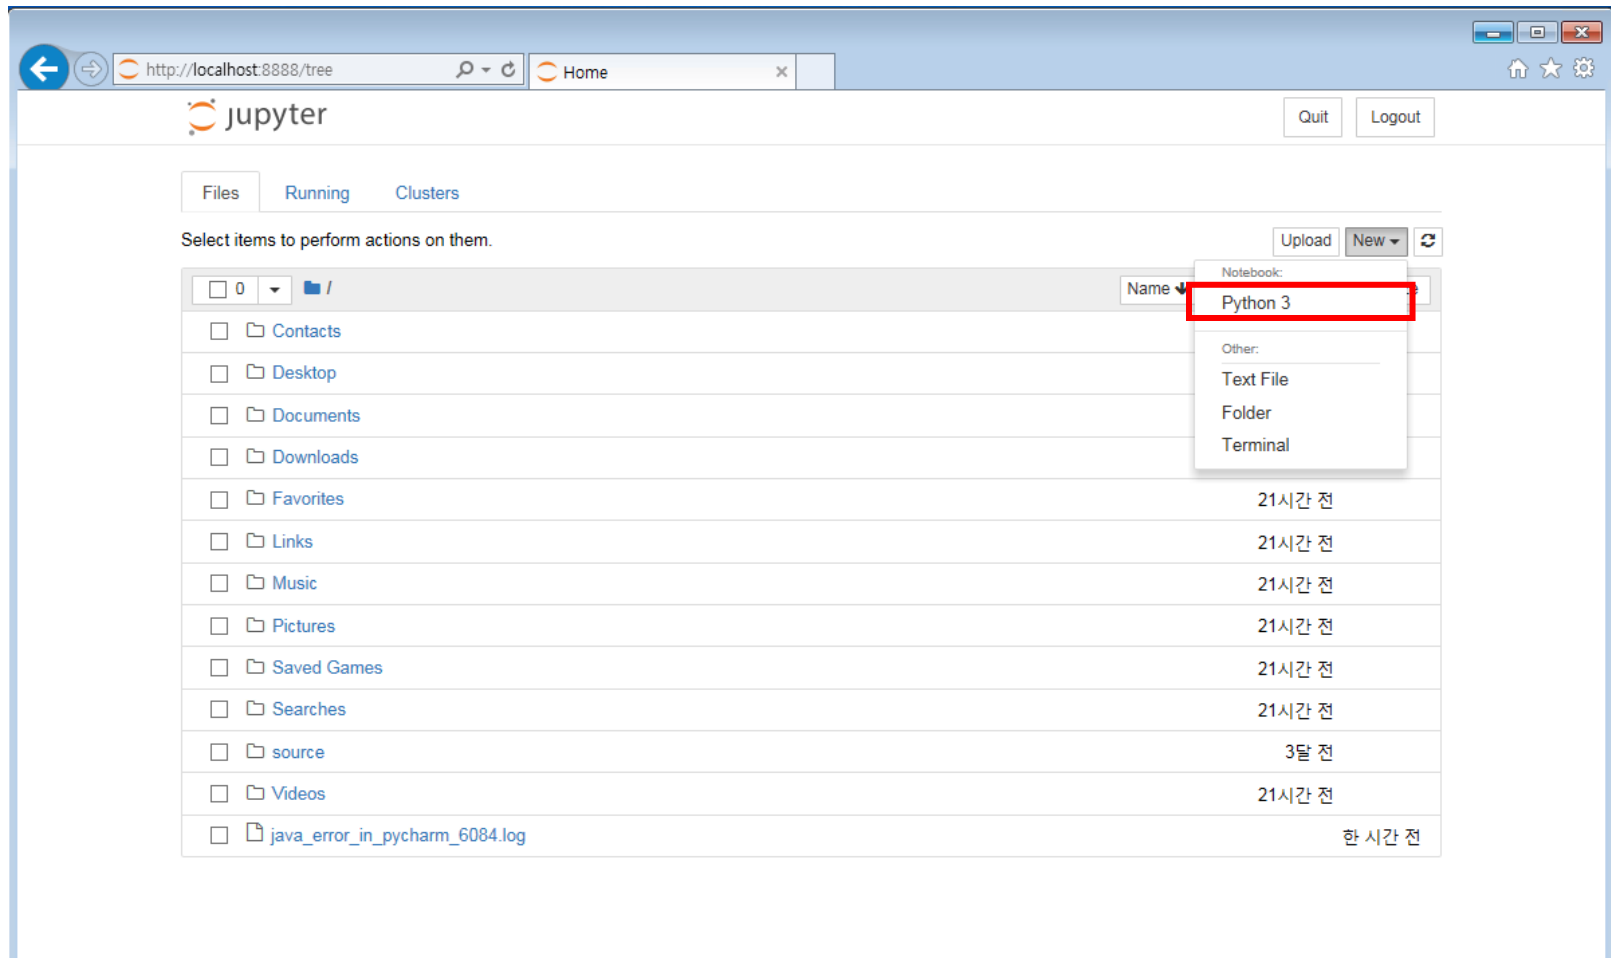 http://localhost:8888/tree
Home
jupyter
Quit
Logout
Files
Running
Clusters
Select items to perform actions on them.
Upload
New
Notebook:
Python 3
Other:
Text File
Folder
Terminal
0
/
Name
Contacts
Desktop
Documents
Downloads
Favorites 21시간 전
Links 21시간 전
Music 21시간 전
Pictures 21시간 전
Saved Games 21시간 전
Searches 21시간 전
source 3달 전
Videos 21시간 전
java_error_in_pycharm_6084.log 한 시간 전